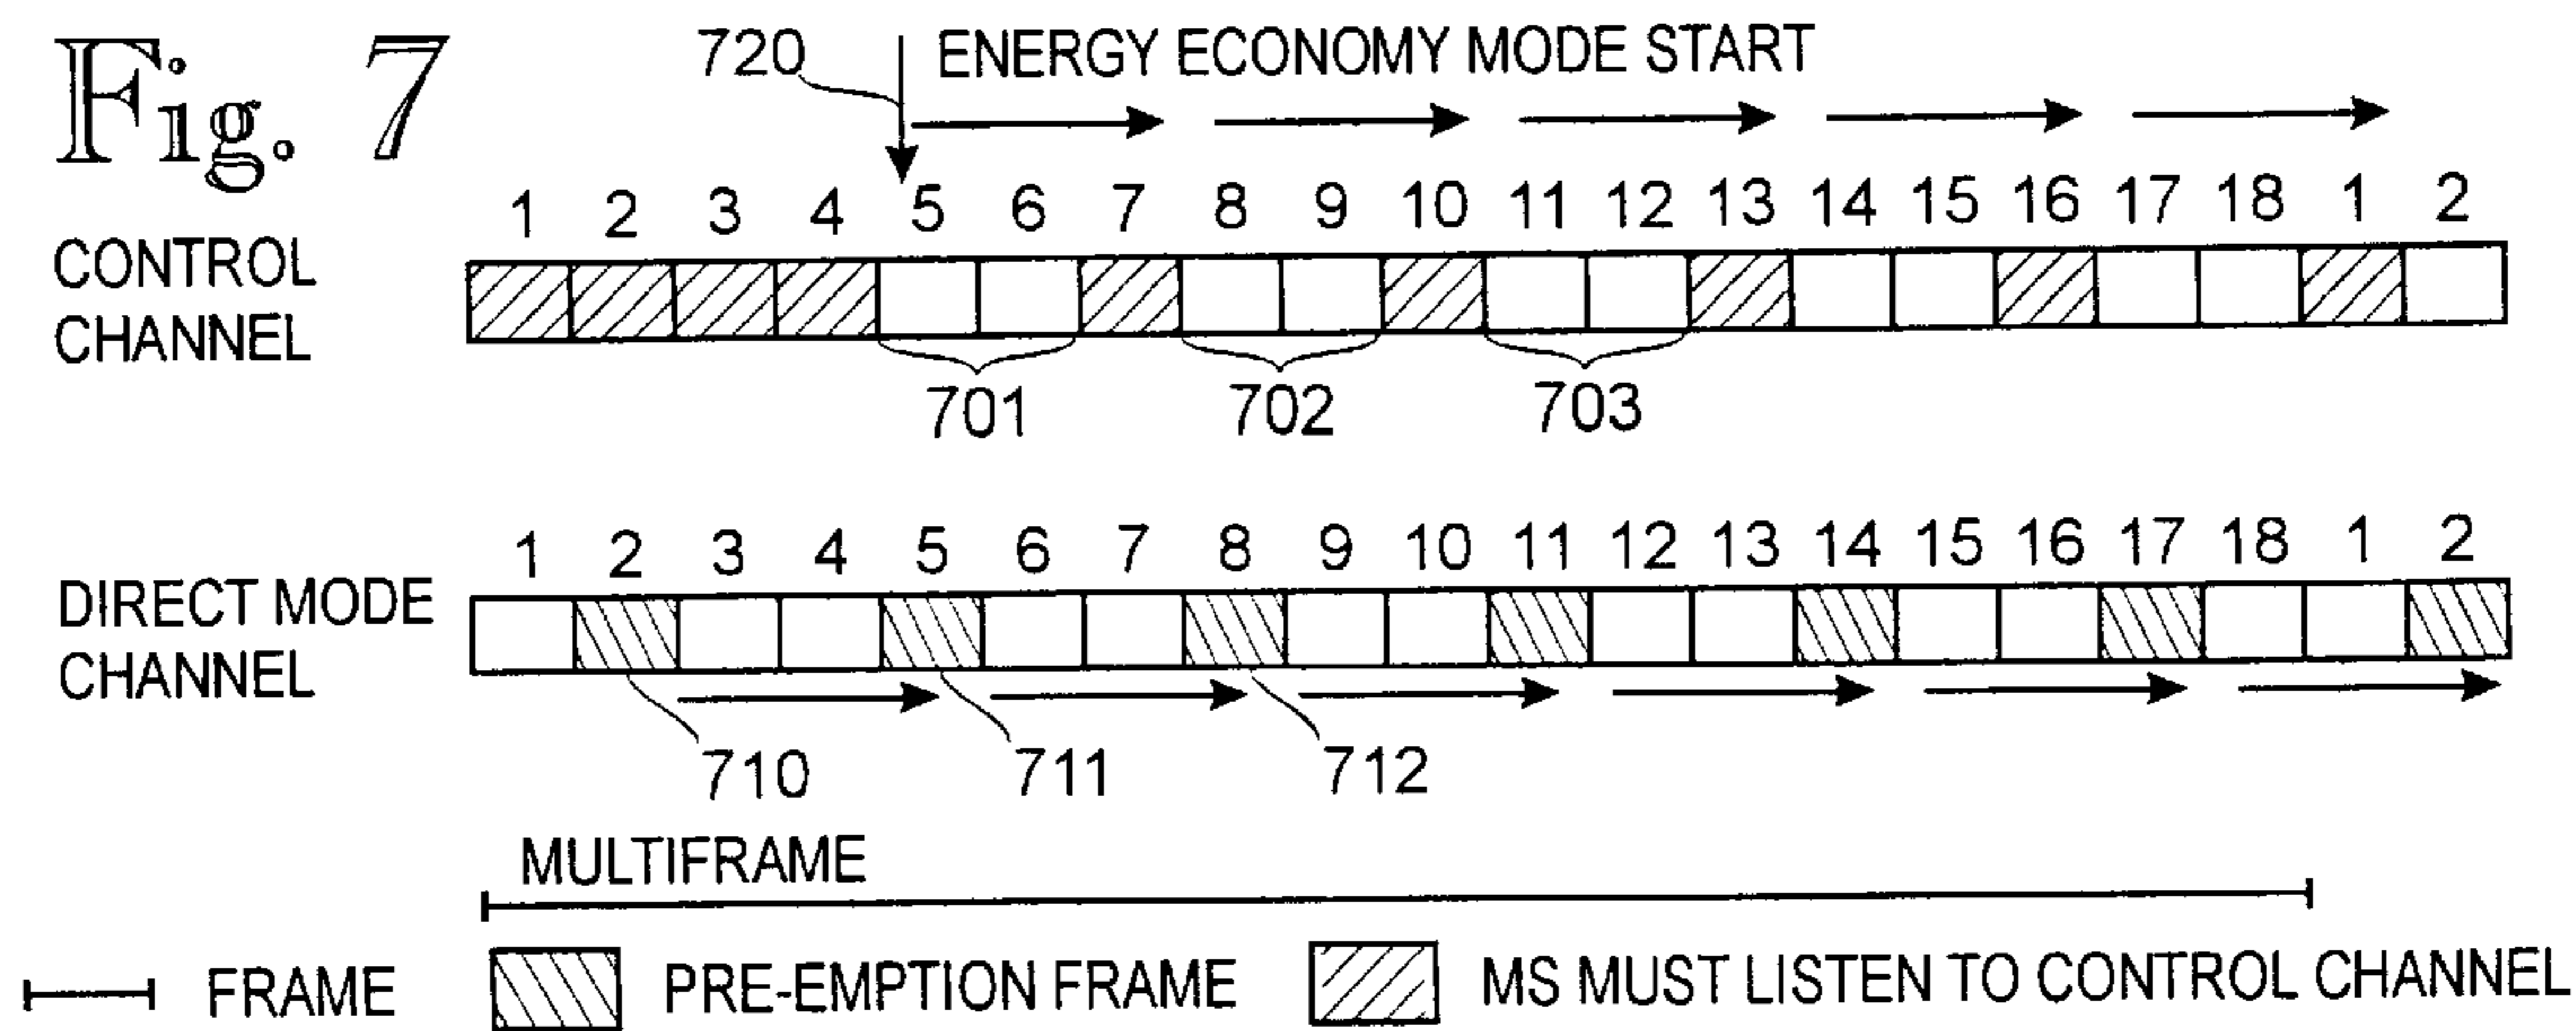 Fig. 7
720 ENERGY ECONOMY MODE START
1 2 3 4 5 6 7 8 9 10 11 12 13 14 15 16 17 18 1 2
CONTROL
CHANNEL
701 702 703
1 2 3 4 5 6 7 8 9 10 11 12 13 14 15 16 17 18 1 2
DIRECT MODE
CHANNEL
710 711 712
MULTIFRAME
FRAME PRE-EMPTION FRAME MS MUST LISTEN TO CONTROL CHANNEL